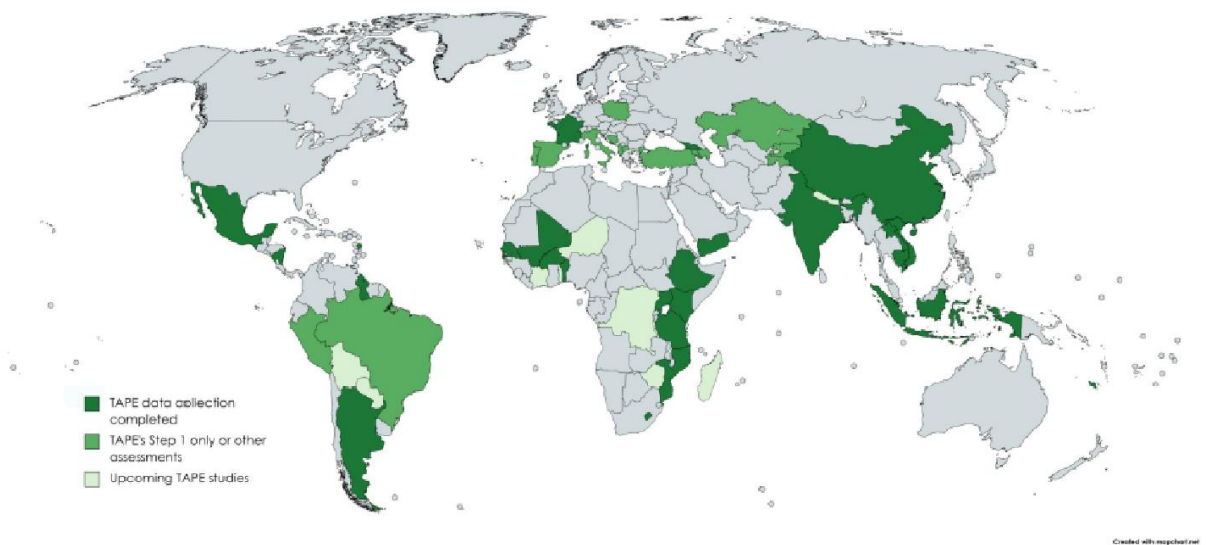 TAPE data collection
completed
TAPE's Step 1 only or other
assessments
Upcoming TAPE studies
Created with mapchart.net